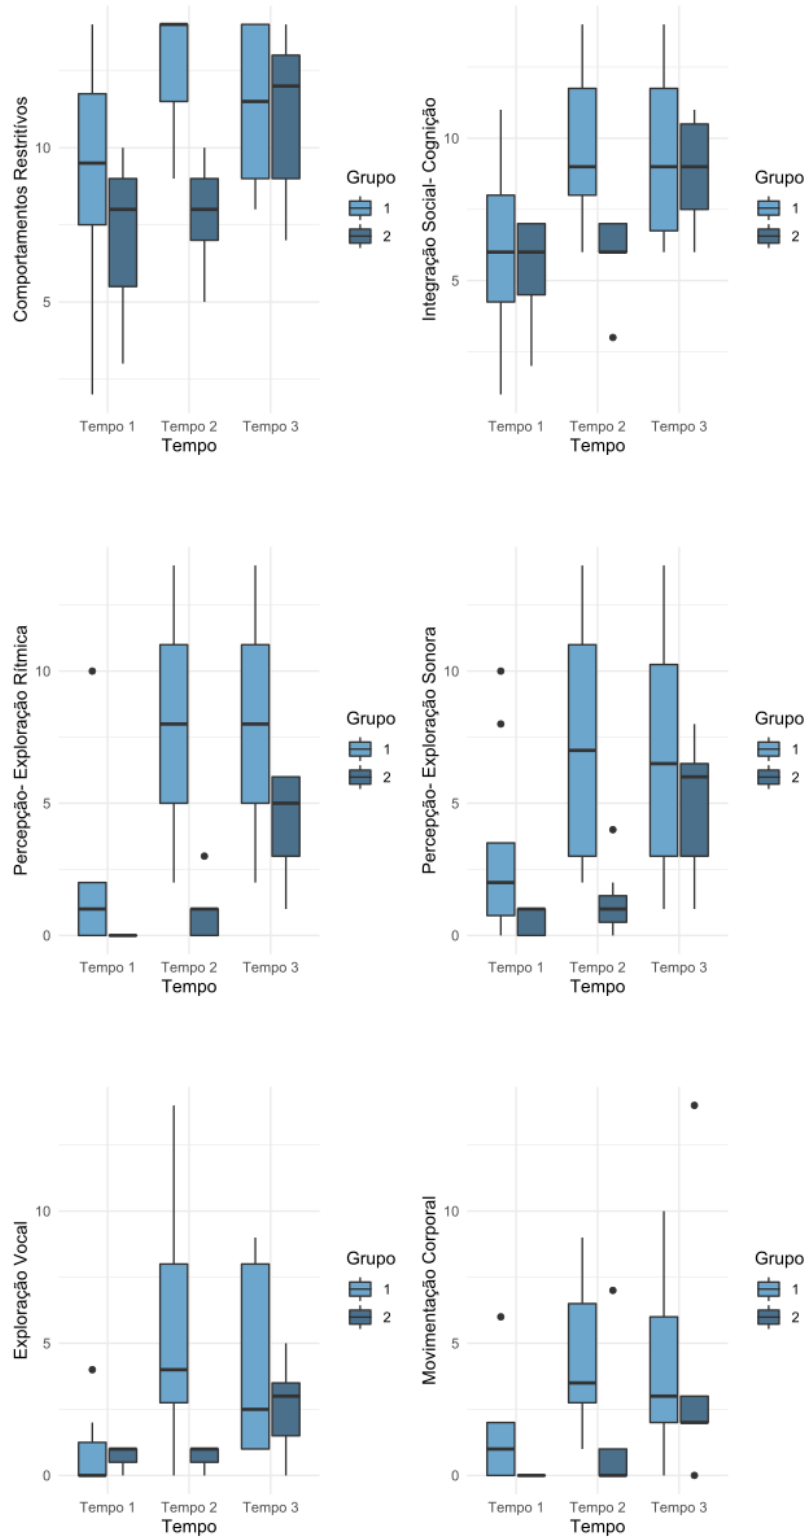 Comportamentos Restritívos
10
5
Tempo 1 Tempo 2 Tempo 3
Tempo
Grupo
1
2
Integração Social- Cognição
10
5
Tempo 1 Tempo 2 Tempo 3
Tempo
Grupo
1
2
Percepção- Exploração Rítmica
10
5
0
Tempo 1 Tempo 2 Tempo 3
Tempo
Grupo
1
2
Percepção- Exploração Sonora
10
5
0
Tempo 1 Tempo 2 Tempo 3
Tempo
Grupo
1
2
Exploração Vocal
10
5
0
Tempo 1 Tempo 2 Tempo 3
Tempo
Grupo
1
2
Movimentação Corporal
10
5
0
Tempo 1 Tempo 2 Tempo 3
Tempo
Grupo
1
2